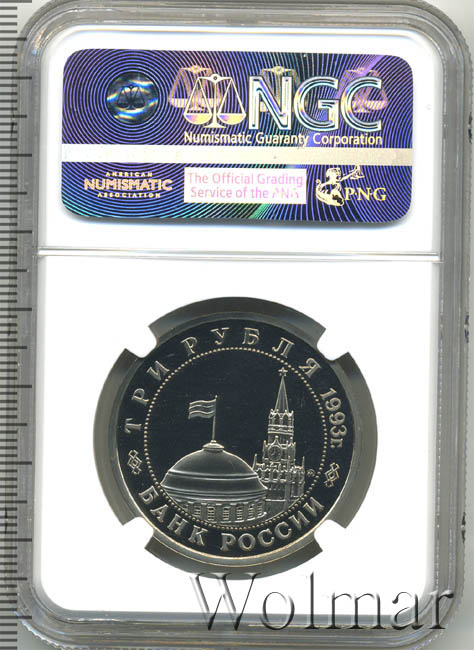 NGC
Numismatic Guaranty Corporation
AMERICAN
NUMISMATIC
ASSOCIATION
The Official Grading
Service of the PNG
PNG
ТРИ РУБЛЯ 1993г.
БАНК РОССИИ
Wolmar